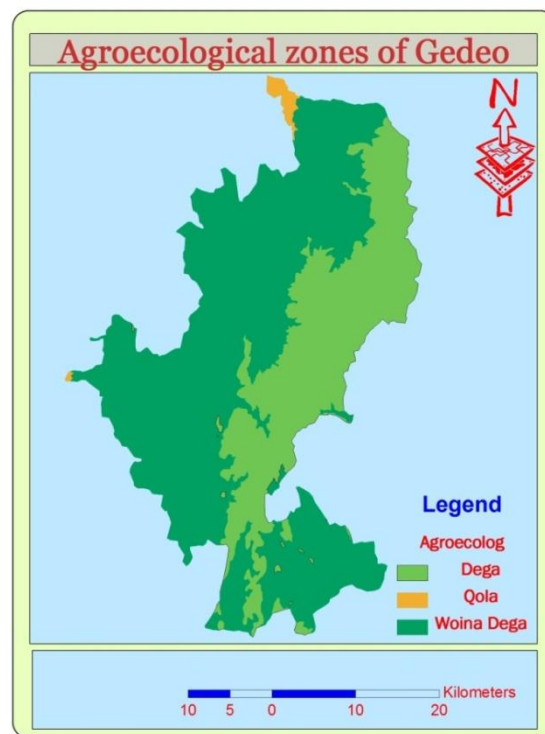 Agroecological zones of Gedeo
N
Legend
Agroecolog
Dega
Qola
Woina Dega
Kilometers
10 5 0 10 20